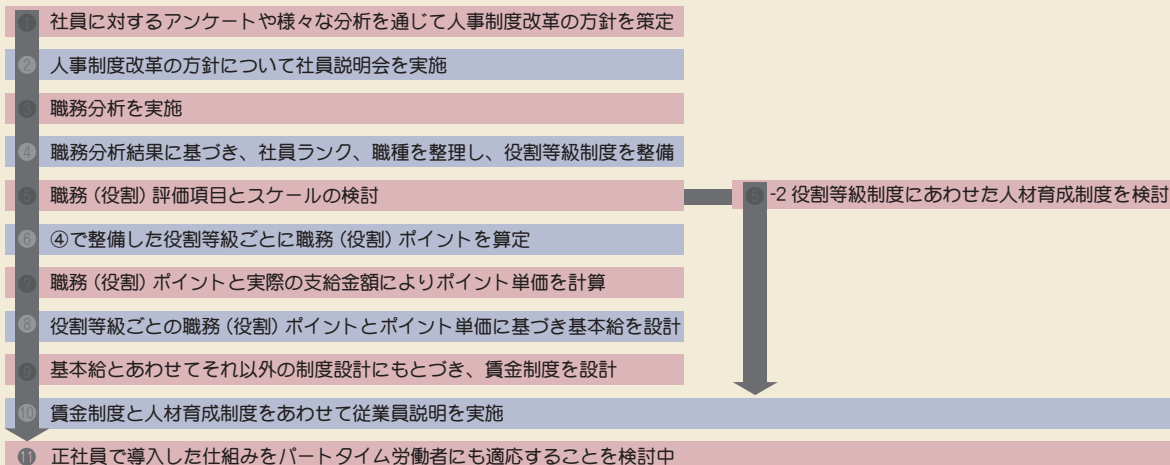 ❶ 社員に対するアンケートや様々な分析を通じて人事制度改革の方針を策定
② 人事制度改革の方針について社員説明会を実施
❸ 職務分析を実施
④ 職務分析結果に基づき、社員ランク、職種を整理し、役割等級制度を整備
❺ 職務（役割）評価項目とスケールの検討
❺-2 役割等級制度にあわせた人材育成制度を検討
⑥ ④で整備した役割等級ごとに職務（役割）ポイントを算定
❼ 職務（役割）ポイントと実際の支給金額によりポイント単価を計算
⑧ 役割等級ごとの職務（役割）ポイントとポイント単価に基づき基本給を設計
❾ 基本給とあわせてそれ以外の制度設計にもとづき、賃金制度を設計
⑩ 賃金制度と人材育成制度をあわせて従業員説明を実施
⓫ 正社員で導入した仕組みをパートタイム労働者にも適応することを検討中